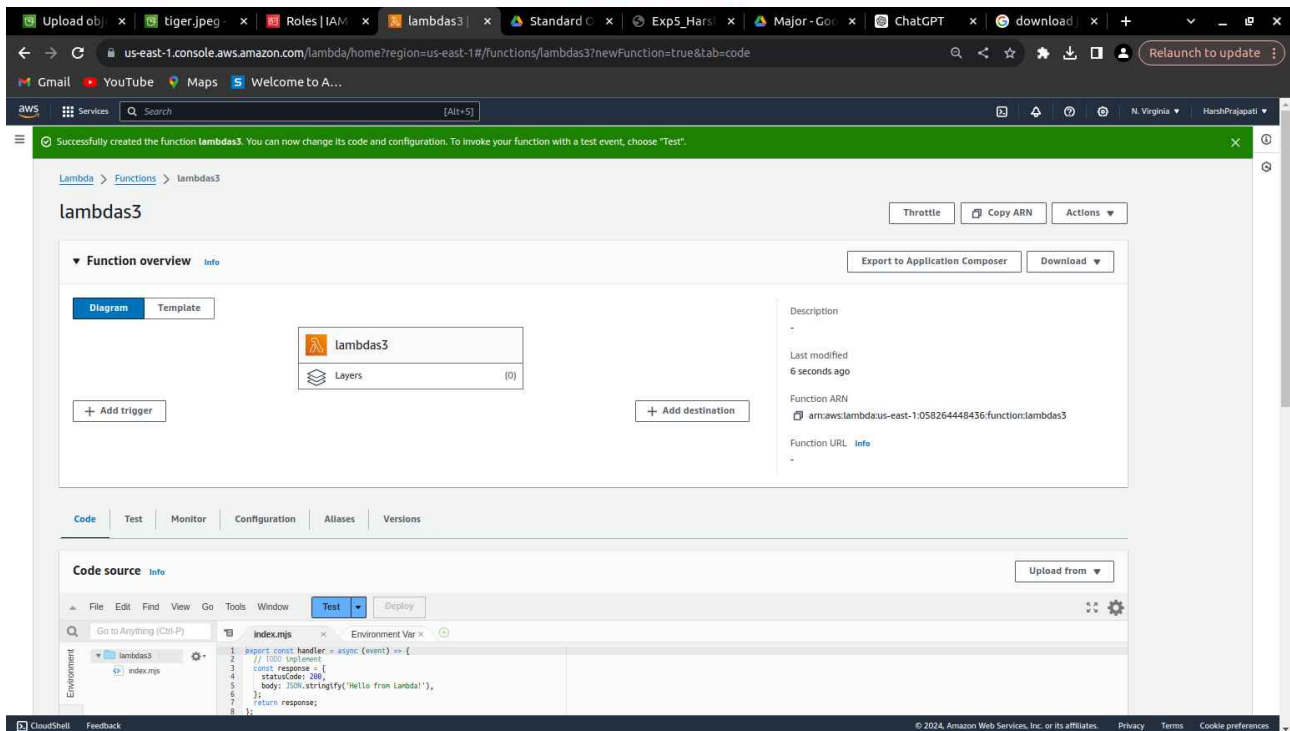 Upload obj tiger.jpeg - Roles | IAM lambdas3 | Standard C Exp5_Hars Major - Goo ChatGPT download
us-east-1.console.aws.amazon.com/lambda/home?region=us-east-1#/functions/lambdas3?newFunction=true&tab=code Relaunch to update
Gmail YouTube Maps Welcome to A...
aws Services Search [Alt+S] N. Virginia HarshPrajapati
Successfully created the function lambdas3. You can now change its code and configuration. To invoke your function with a test event, choose "Test".
Lambda > Functions > lambdas3
lambdas3 Throttle Copy ARN Actions
Function overview Info Export to Application Composer Download
Diagram Template
lambdas3
Layers (0)
+ Add trigger
+ Add destination
Description
-
Last modified
6 seconds ago
Function ARN
arn:aws:lambda:us-east-1:058264448436:function:lambdas3
Function URL Info
-
Code Test Monitor Configuration Aliases Versions
Code source Info Upload from
File Edit Find View Go Tools Window Test Deploy
Go to Anything (Ctrl-P) index.mjs Environment Var
Environment
lambdas3
index.mjs
1 export const handler = async (event) => {
2 // TODO implement
3 const response = {
4 statusCode: 200,
5 body: JSON.stringify('Hello from Lambda!'),
6 };
7 return response;
8 };
CloudShell Feedback © 2024, Amazon Web Services, Inc. or its affiliates. Privacy Terms Cookie preferences